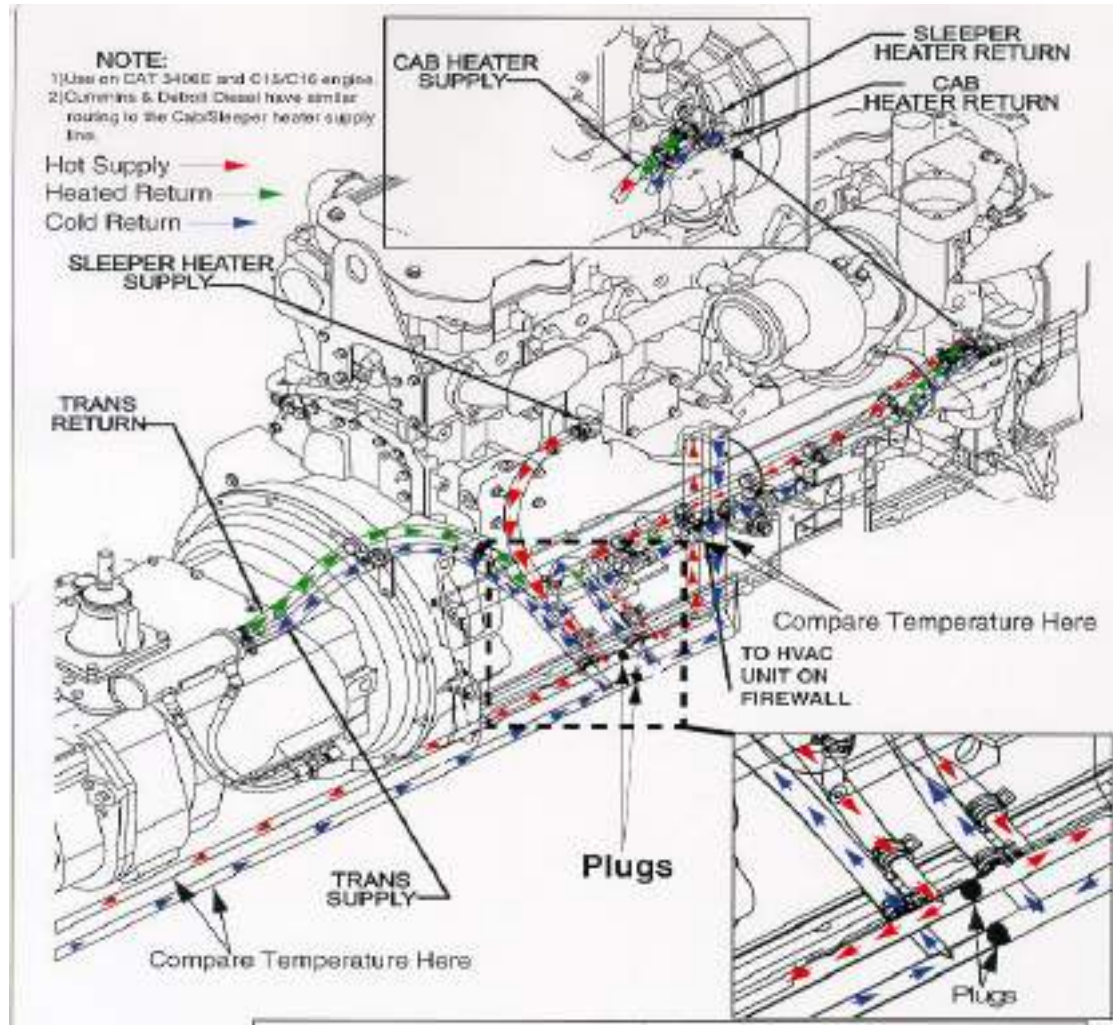 NOTE:
1)Use on CAT 3406E and C15/C16 engine.
2)Cummins & Detroit Diesel have similar
routing to the Cab/Sleeper heater supply
line.
Hot Supply
Heated Return
Cold Return
CAB HEATER
SUPPLY
SLEEPER
HEATER RETURN
CAB
HEATER RETURN
SLEEPER HEATER
SUPPLY
TRANS
RETURN
Compare Temperature Here
TO HVAC
UNIT ON
FIREWALL
Plugs
TRANS
SUPPLY
Compare Temperature Here
Plugs